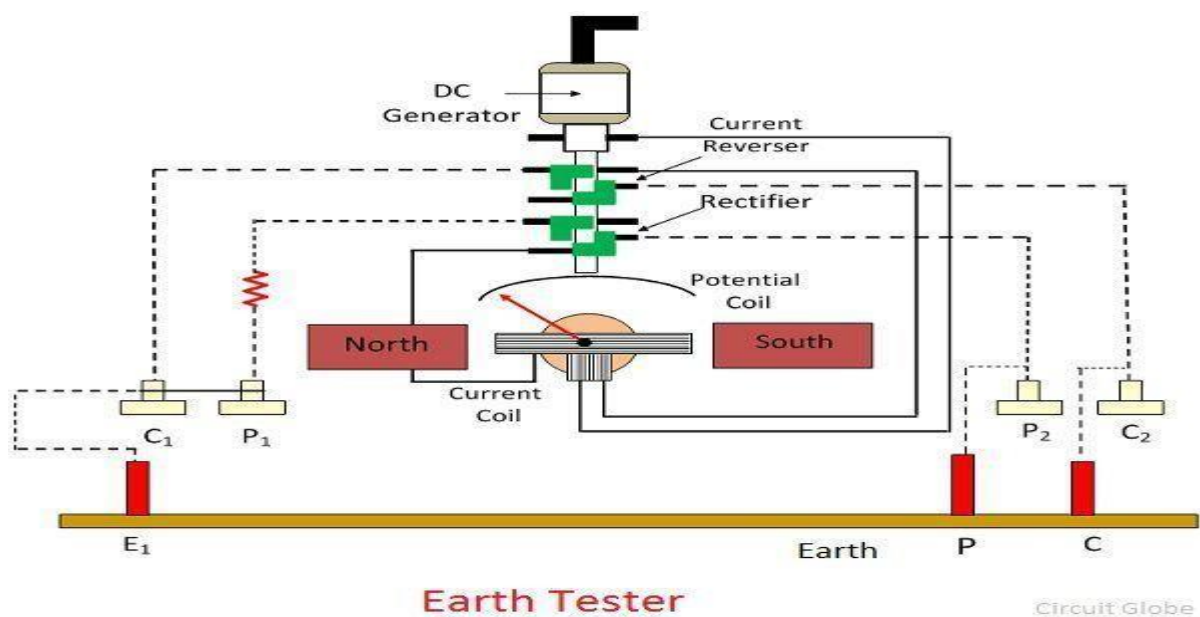 DC
Generator
Current
Reverser
Rectifier
Potential
Coil
North
South
Current
Coil
C₁
P₁
P₂
C₂
E₁
Earth
P
C
Earth Tester
Circuit Globe